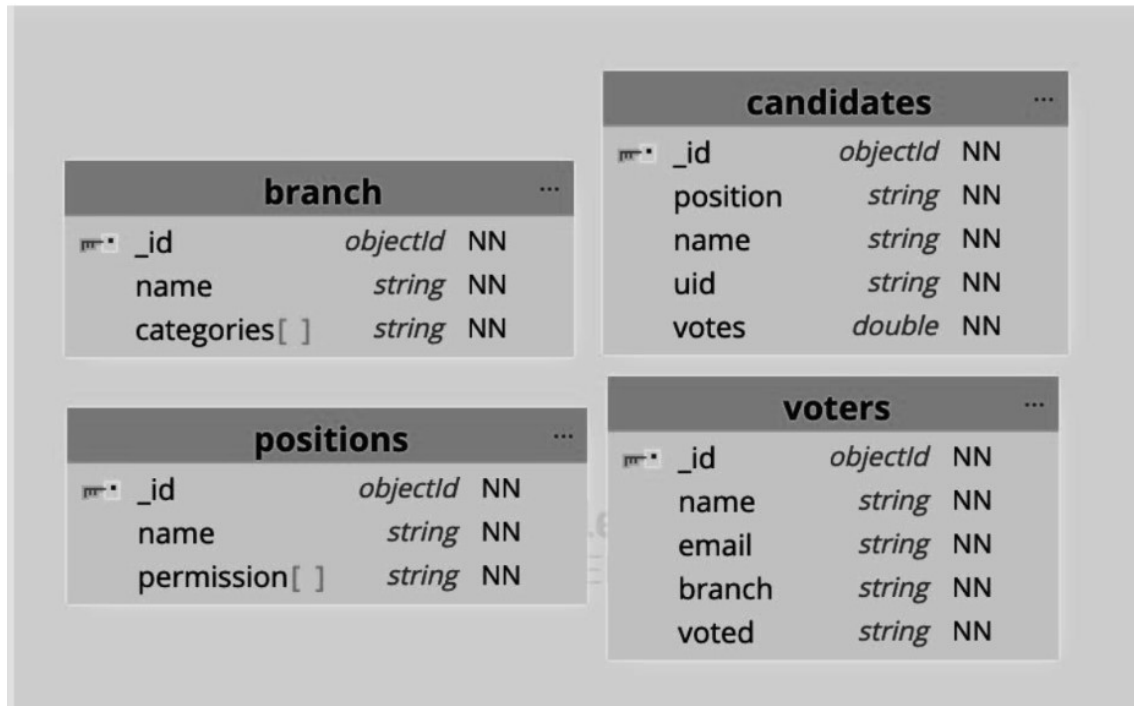 branch ...
_id objectId NN
name string NN
categories[ ] string NN
candidates ...
_id objectId NN
position string NN
name string NN
uid string NN
votes double NN
positions ...
_id objectId NN
name string NN
permission[ ] string NN
voters ...
_id objectId NN
name string NN
email string NN
branch string NN
voted string NN